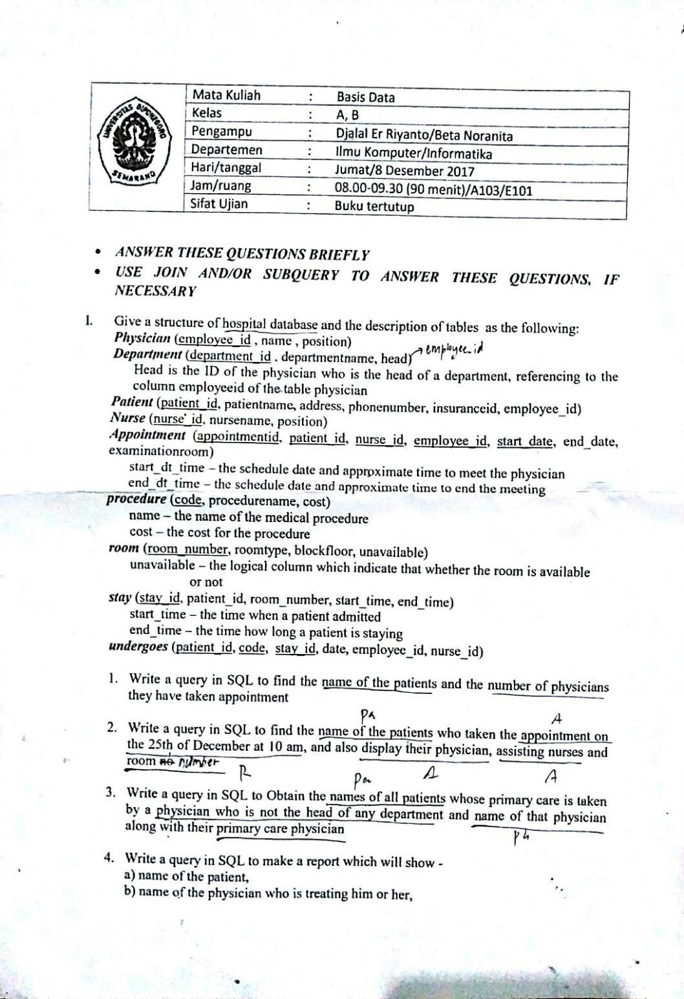 UNIVERSITAS DIPONEGORO
SEMARANG
Mata Kuliah : Basis Data
Kelas : A, B
Pengampu : Djalal Er Riyanto/Beta Noranita
Departemen : Ilmu Komputer/Informatika
Hari/tanggal : Jumat/8 Desember 2017
Jam/ruang : 08.00-09.30 (90 menit)/A103/E101
Sifat Ujian : Buku tertutup
• ANSWER THESE QUESTIONS BRIEFLY
• USE JOIN AND/OR SUBQUERY TO ANSWER THESE QUESTIONS, IF
NECESSARY
I. Give a structure of hospital database and the description of tables as the following:
Physician (employee_id , name , position)
Department (department_id , departmentname, head) → employee_id
Head is the ID of the physician who is the head of a department, referencing to the
column employeeid of the table physician
Patient (patient_id, patientname, address, phonenumber, insuranceid, employee_id)
Nurse (nurse_id, nursename, position)
Appointment (appointmentid, patient_id, nurse_id, employee_id, start_date, end_date,
examinationroom)
start_dt_time – the schedule date and approximate time to meet the physician
end_dt_time – the schedule date and approximate time to end the meeting
procedure (code, procedurename, cost)
name – the name of the medical procedure
cost – the cost for the procedure
room (room_number, roomtype, blockfloor, unavailable)
unavailable – the logical column which indicate that whether the room is available
or not
stay (stay_id, patient_id, room_number, start_time, end_time)
start_time – the time when a patient admitted
end_time – the time how long a patient is staying
undergoes (patient_id, code, stay_id, date, employee_id, nurse_id)
1. Write a query in SQL to find the name of the patients and the number of physicians
they have taken appointment
Pa A
2. Write a query in SQL to find the name of the patients who taken the appointment on
the 25th of December at 10 am, and also display their physician, assisting nurses and
room no number
R Pa A A
3. Write a query in SQL to Obtain the names of all patients whose primary care is taken
by a physician who is not the head of any department and name of that physician
along with their primary care physician
Ph
4. Write a query in SQL to make a report which will show -
a) name of the patient,
b) name of the physician who is treating him or her,